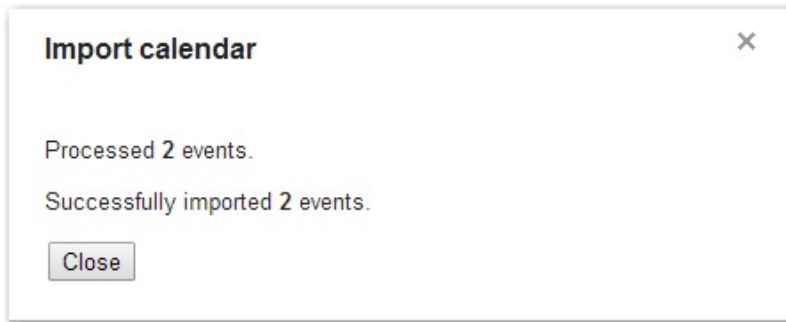 Import calendar
Processed 2 events.
Successfully imported 2 events.
Close